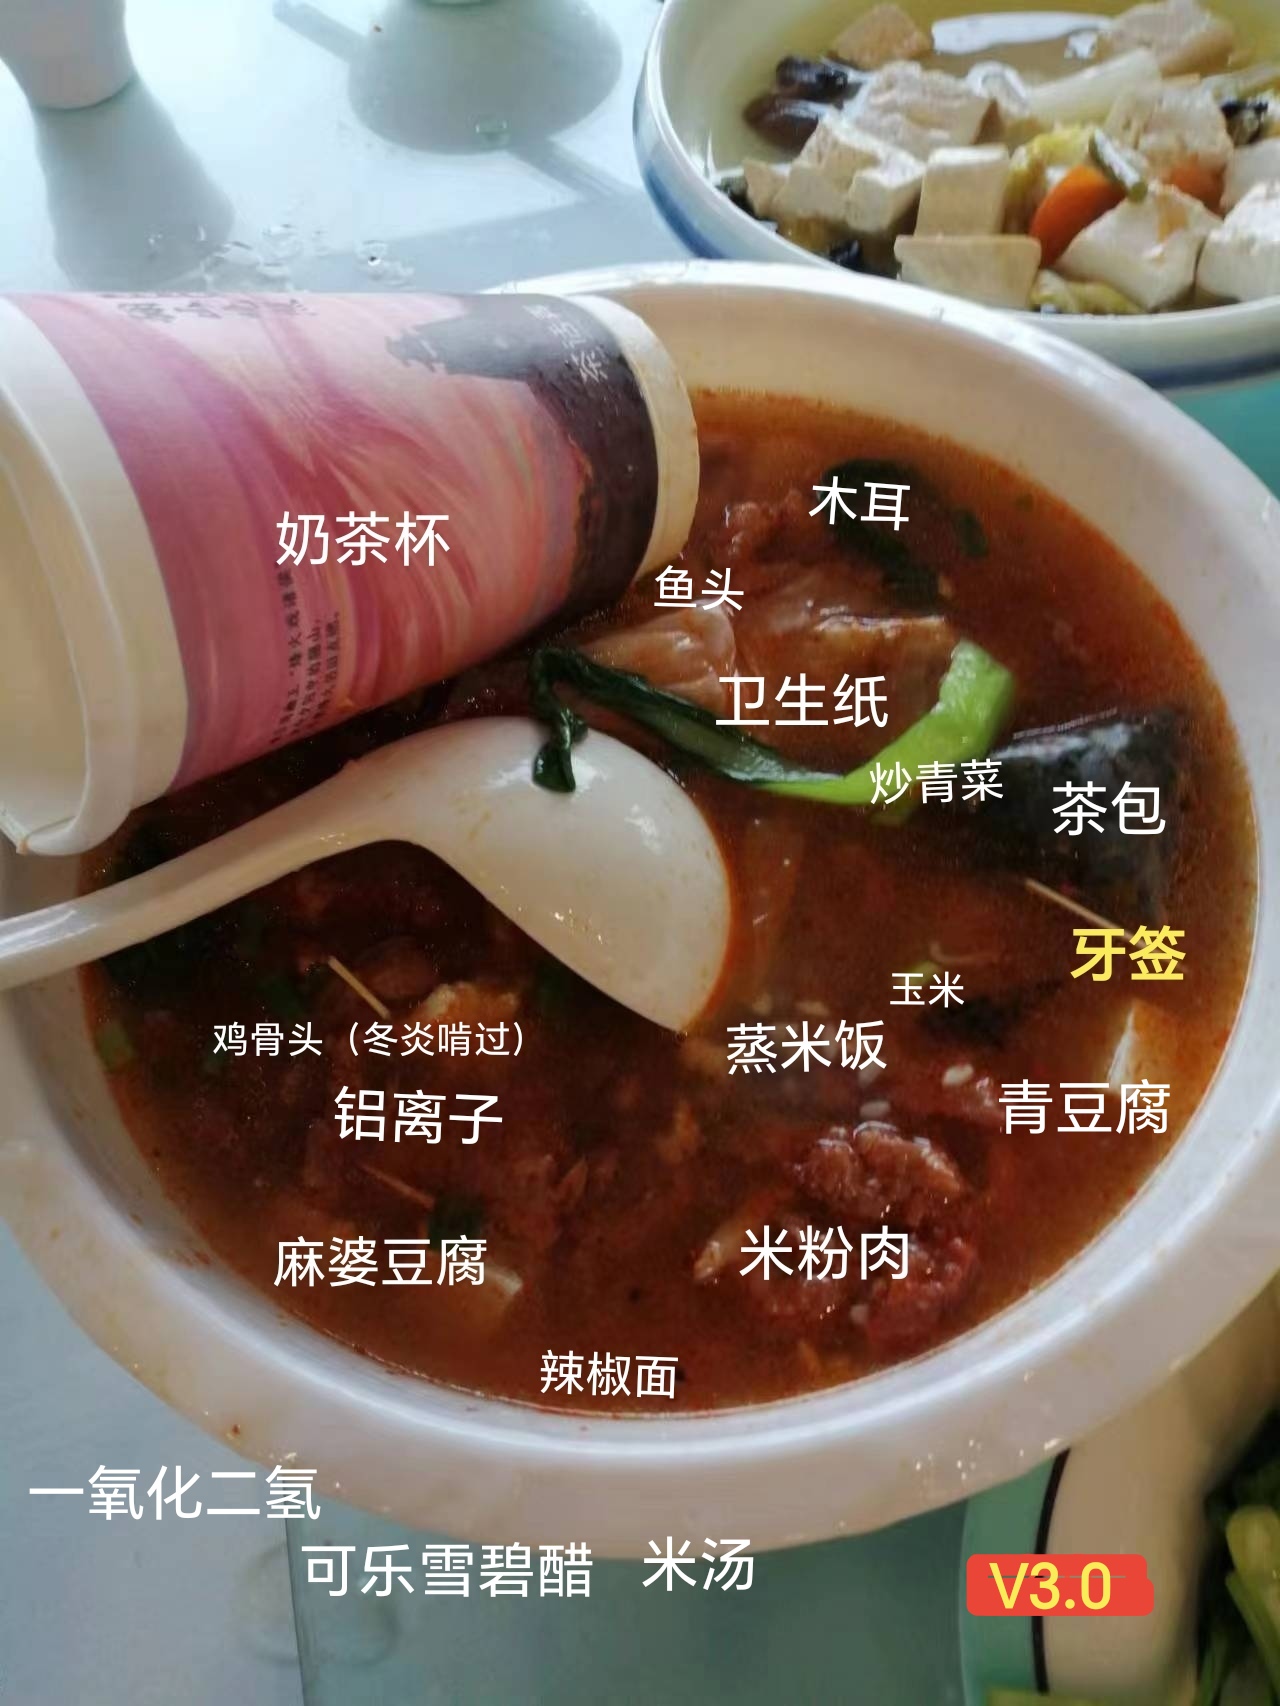 木耳
奶茶杯
鱼头
卫生纸
炒青菜
茶包
牙签
玉米
鸡骨头（冬炎啃过）
蒸米饭
铝离子
青豆腐
麻婆豆腐
米粉肉
辣椒面
一氧化二氢
可乐雪碧醋 米汤
V3.0